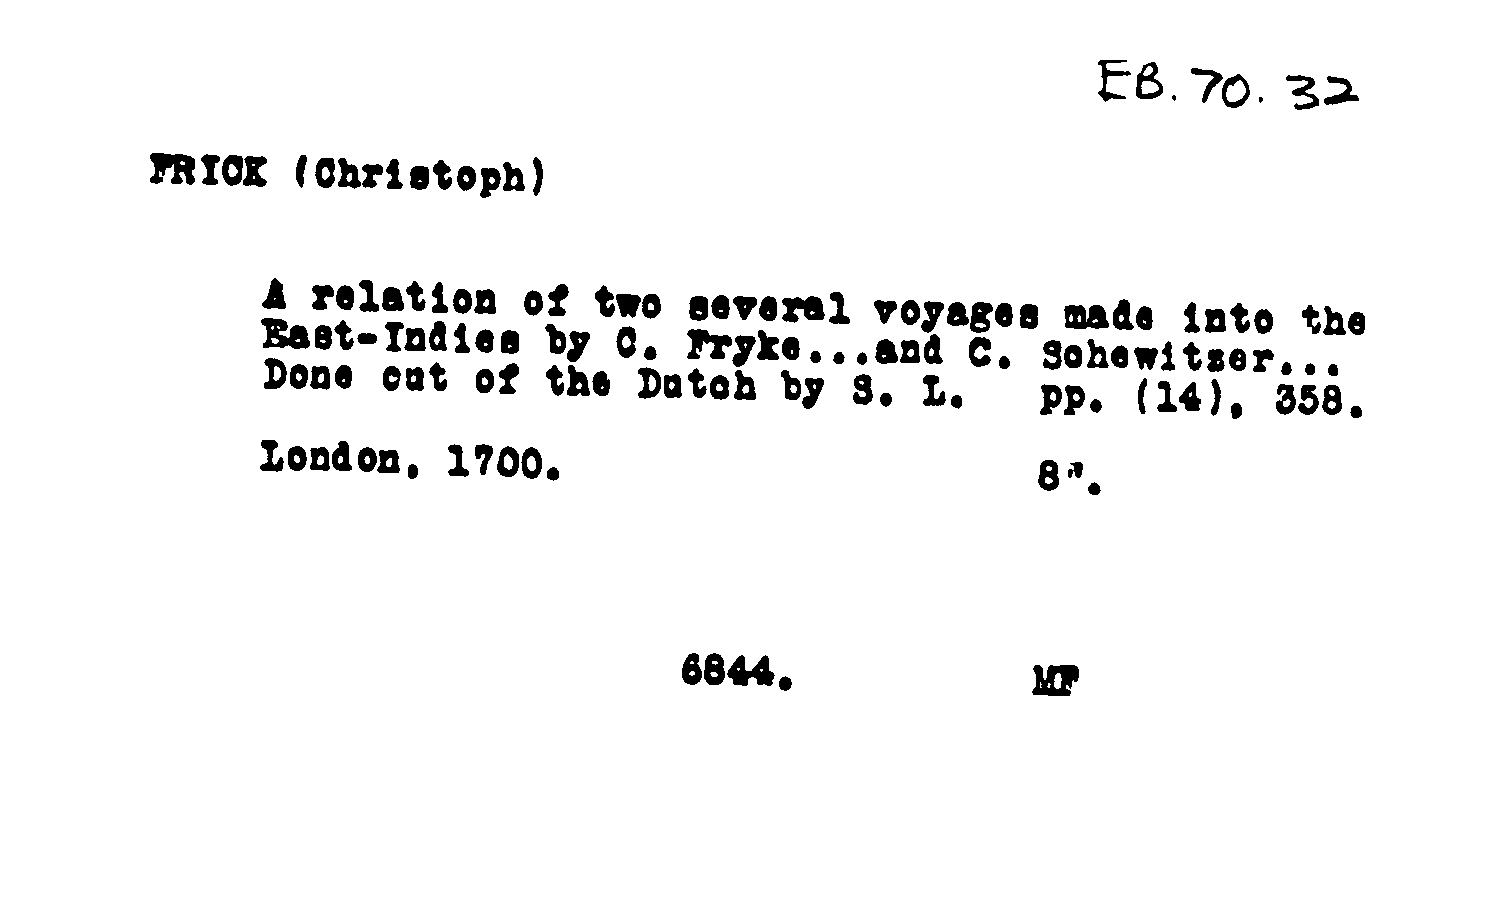 EB. 70. 32
FRICK (Christoph)
A relation of two several voyages made into the
East-Indies by C. Fryke...and C. Schewitzer...
Done out of the Dutch by S. L. pp. (14), 358.
London, 1700. 8°.
6844. MF